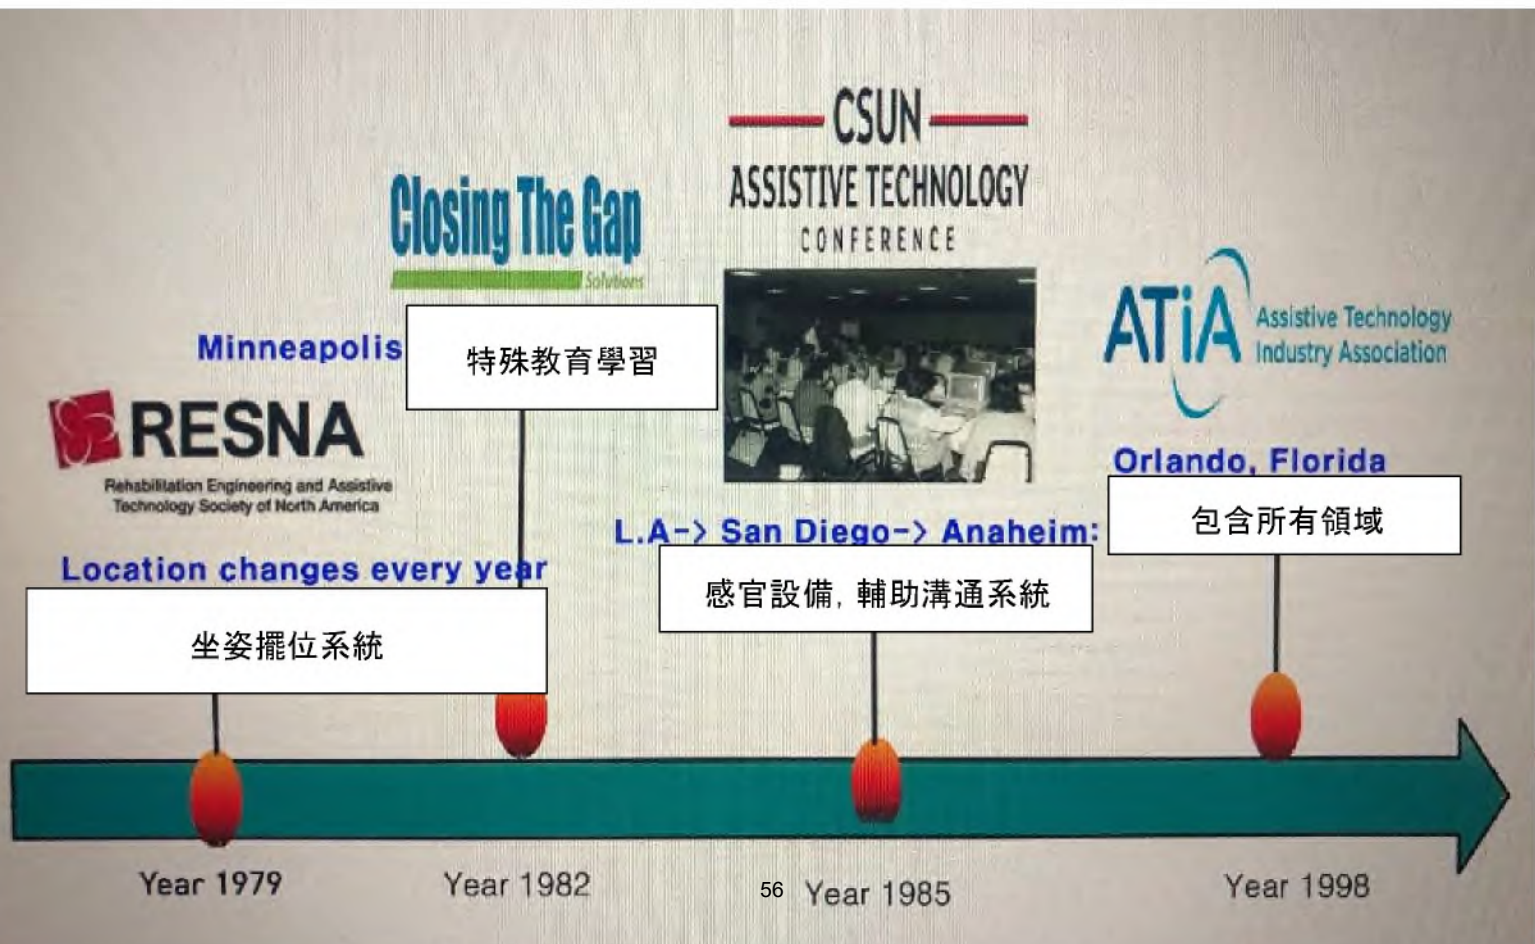 CSUN
ASSISTIVE TECHNOLOGY
CONFERENCE
Closing The Gap
Solutions
特殊教育學習
Minneapolis
ATiA
Assistive Technology
Industry Association
RESNA
Rehabilitation Engineering and Assistive
Technology Society of North America
Orlando, Florida
包含所有領域
L.A-> San Diego-> Anaheim:
感官設備, 輔助溝通系統
Location changes every year
坐姿擺位系統
Year 1979
Year 1982
56
Year 1985
Year 1998